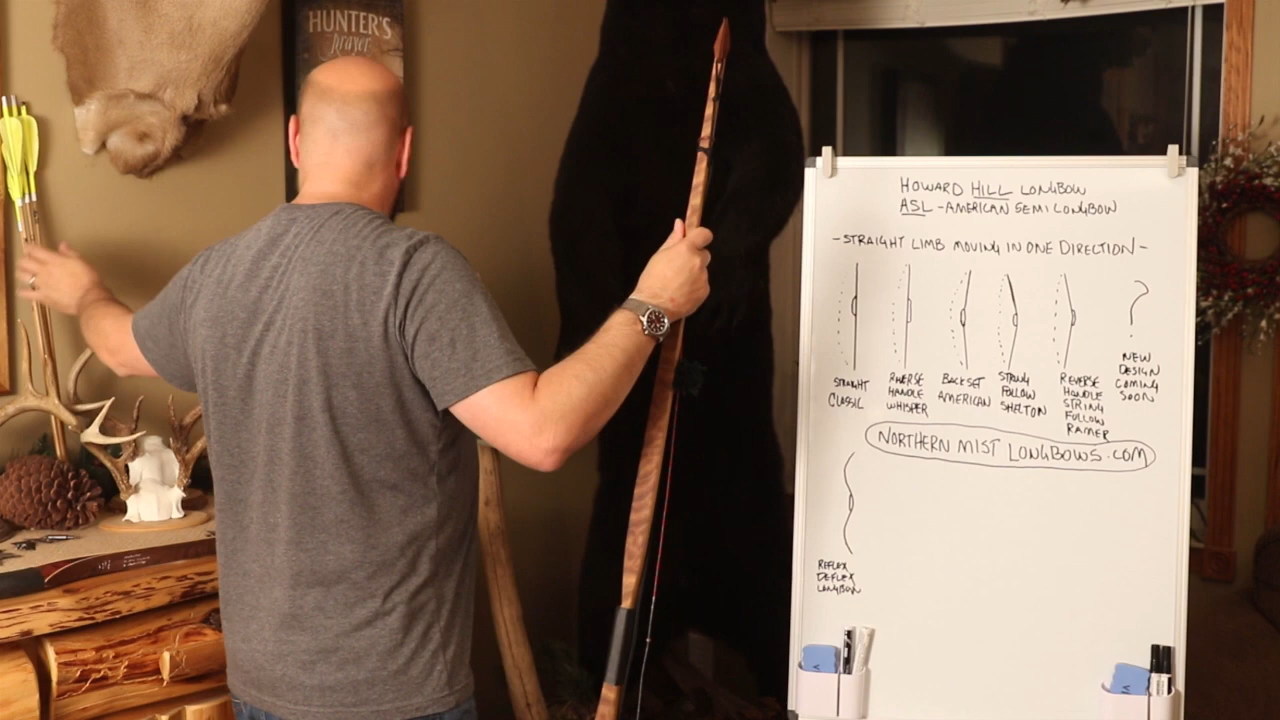 HUNTER'S
Prayer
HOWARD HILL LONGBOW
ASL - AMERICAN SEMI LONGBOW
- STRAIGHT LIMB MOVING IN ONE DIRECTION -
STRAIGHT
CLASSIC
REVERSE
HANDLE
WHISPER
BACKSET
AMERICAN
STRING
FOLLOW
SHELTON
REVERSE
HANDLE
STRING
FOLLOW
RAMER
?
NEW
DESIGN
COMING
SOON
NORTHERN MIST LONGBOWS.COM
REFLEX
DEFLEX
LONGBOW